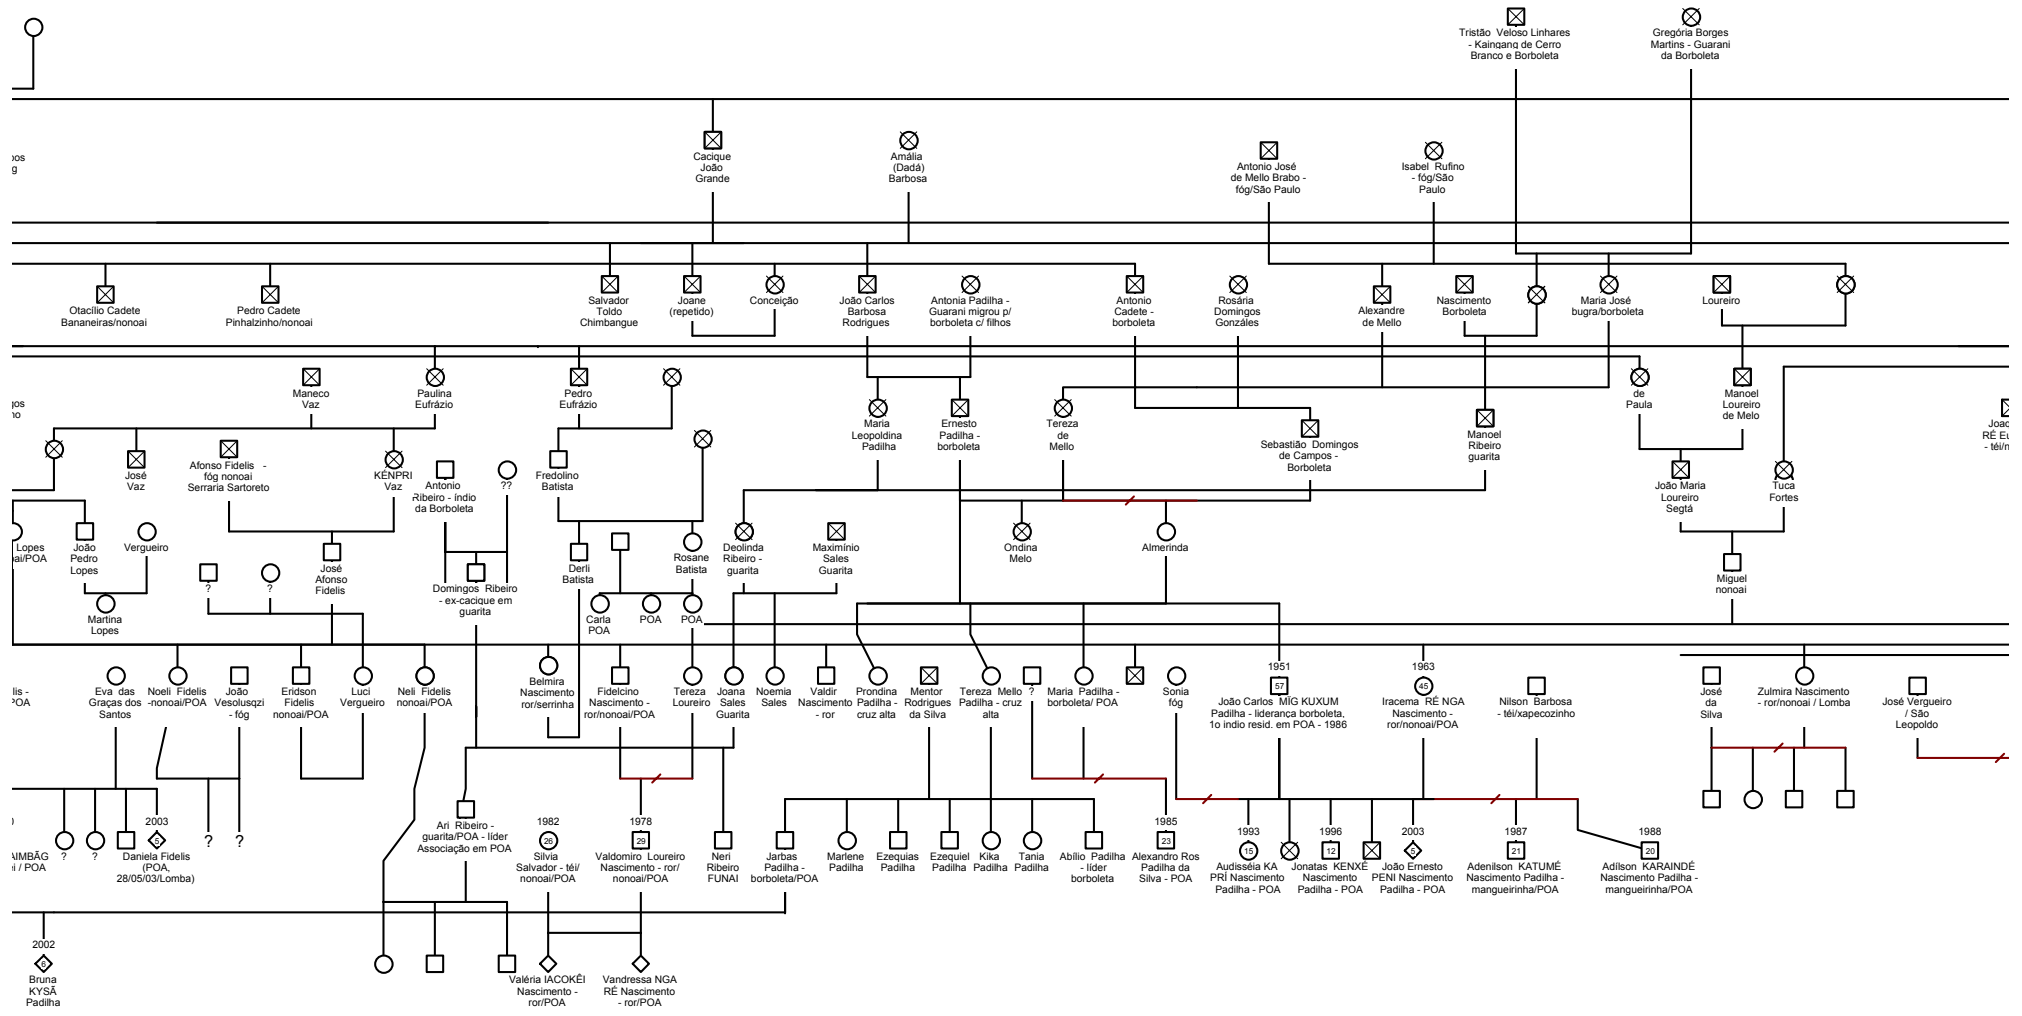 Tristão Veloso Linhares
- Kaingang de Cerro
Branco e Borboleta
Gregória Borges
Martins - Guarani
da Borboleta
Cacique
João
Grande
Amália
(Dadá)
Barbosa
Antonio José
de Mello Brabo -
fóg/São Paulo
Isabel Rufino
- fóg/São
Paulo
Otacílio Cadete
Bananeiras/nonoai
Pedro Cadete
Pinhalzinho/nonoai
Salvador
Toldo
Chimbangue
Joane
(repetido)
Conceição
João Carlos
Barbosa
Rodrigues
Antonia Padilha -
Guarani migrou p/
borboleta c/ filhos
Antonio
Cadete -
borboleta
Rosária
Domingos
Gonzáles
Alexandre
de Mello
Nascimento
Borboleta
Maria José
bugra/borboleta
Loureiro
Maneco
Vaz
Paulina
Eufrázio
Pedro
Eufrázio
Maria
Leopoldina
Padilha
Ernesto
Padilha -
borboleta
Tereza
de
Mello
Sebastião Domingos
de Campos -
Borboleta
Manoel
Ribeiro
guarita
de
Paula
Manoel
Loureiro
de Melo
José
Vaz
Afonso Fidelis -
fóg nonoai
Serraria Sartoreto
KÉNPRI
Vaz
Antonio
Ribeiro - índio
da Borboleta
??
Fredolino
Batista
João Maria
Loureiro
Segtá
Tuca
Fortes
Lopes
João
Pedro
Lopes
Vergueiro
José
Afonso
Fidelis
Derli
Batista
Rosane
Batista
Deolinda
Ribeiro -
guarita
Maximínio
Sales
Guarita
Ondina
Melo
Almerinda
Miguel
nonoai
?
?
Domingos Ribeiro
- ex-cacique em
guarita
Martina
Lopes
Carla
POA
POA
POA
Eva das
Graças dos
Santos
Noeli Fidelis
-nonoai/POA
João
Vesolusqzi
- fóg
Eridson
Fidelis
nonoai/POA
Luci
Vergueiro
Neli Fidelis
nonoai/POA
Belmira
Nascimento
ror/serrinha
Fidelcino
Nascimento -
ror/nonoai/POA
Tereza
Loureiro
Joana
Sales
Guarita
Noemia
Sales
Valdir
Nascimento
- ror
Prondina
Padilha -
cruz alta
Mentor
Rodrigues
da Silva
Tereza Mello
Padilha - cruz
alta
?
Maria Padilha -
borboleta/ POA
Sonia
fóg
1951
57
João Carlos MĨG KUXUM
Padilha - liderança borboleta,
1o indio resid. em POA - 1986
1963
45
Iracema RÉ NGA
Nascimento -
ror/nonoai/POA
Nilson Barbosa
- téi/xapecozinho
José
da
Silva
Zulmira Nascimento
- ror/nonoai / Lomba
José Vergueiro
/ São
Leopoldo
?
?
2003
5
Daniela Fidelis
(POA,
28/05/03/Lomba)
?
?
Ari Ribeiro -
guarita/POA - líder
Associação em POA
1982
26
Silvia
Salvador - téi/
nonoai/POA
1978
29
Valdomiro Loureiro
Nascimento - ror/
nonoai/POA
Neri
Ribeiro
FUNAI
Jarbas
Padilha -
borboleta/POA
Marlene
Padilha
Ezequias
Padilha
Ezequiel
Padilha
Kika
Padilha
Tania
Padilha
Abílio Padilha
- líder
borboleta
1985
23
Alexandro Ros
Padilha da
Silva - POA
1993
15
Audisséia KA
PRÍ Nascimento
Padilha - POA
1996
12
Jonatas KENXÉ
Nascimento
Padilha - POA
2003
5
João Ernesto
PENI Nascimento
Padilha - POA
1987
21
Adenilson KATUMÉ
Nascimento Padilha -
mangueirinha/POA
1988
20
Adílson KARAINDÉ
Nascimento Padilha -
mangueirinha/POA
2002
6
Bruna
KYSÃ
Padilha
Valéria IACOKÊI
Nascimento -
ror/POA
Vandressa NGA
RÉ Nascimento
- ror/POA